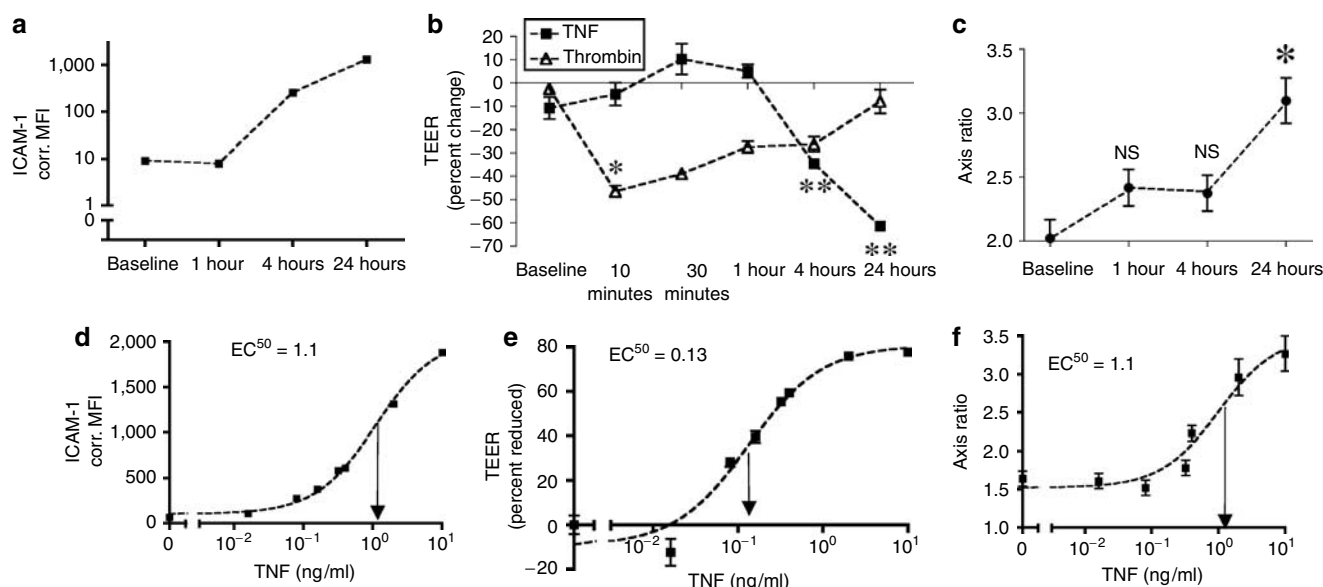 a
ICAM-1
corr. MFI
1,000
100
10
1
0
Baseline 1 hour 4 hours 24 hours
b
TNF
Thrombin
TEER
(percent change)
20
10
0
−10
−20
−30
−40
−50
−60
−70
*
**
**
Baseline 10 minutes 30 minutes 1 hour 4 hours 24 hours
c
Axis ratio
3.5
3.0
2.5
2.0
NS
NS
*
Baseline 1 hour 4 hours 24 hours
d
EC⁵⁰ = 1.1
ICAM-1
corr. MFI
2,000
1,500
1,000
500
0
0 10⁻² 10⁻¹ 10⁰ 10¹
TNF (ng/ml)
e
EC⁵⁰ = 0.13
TEER
(percent reduced)
80
60
40
20
0
−20
10⁻² 10⁻¹ 10⁰ 10¹
TNF (ng/ml)
f
EC⁵⁰ = 1.1
Axis ratio
3.5
3.0
2.5
2.0
1.5
1.0
0 10⁻² 10⁻¹ 10⁰ 10¹
TNF (ng/ml)